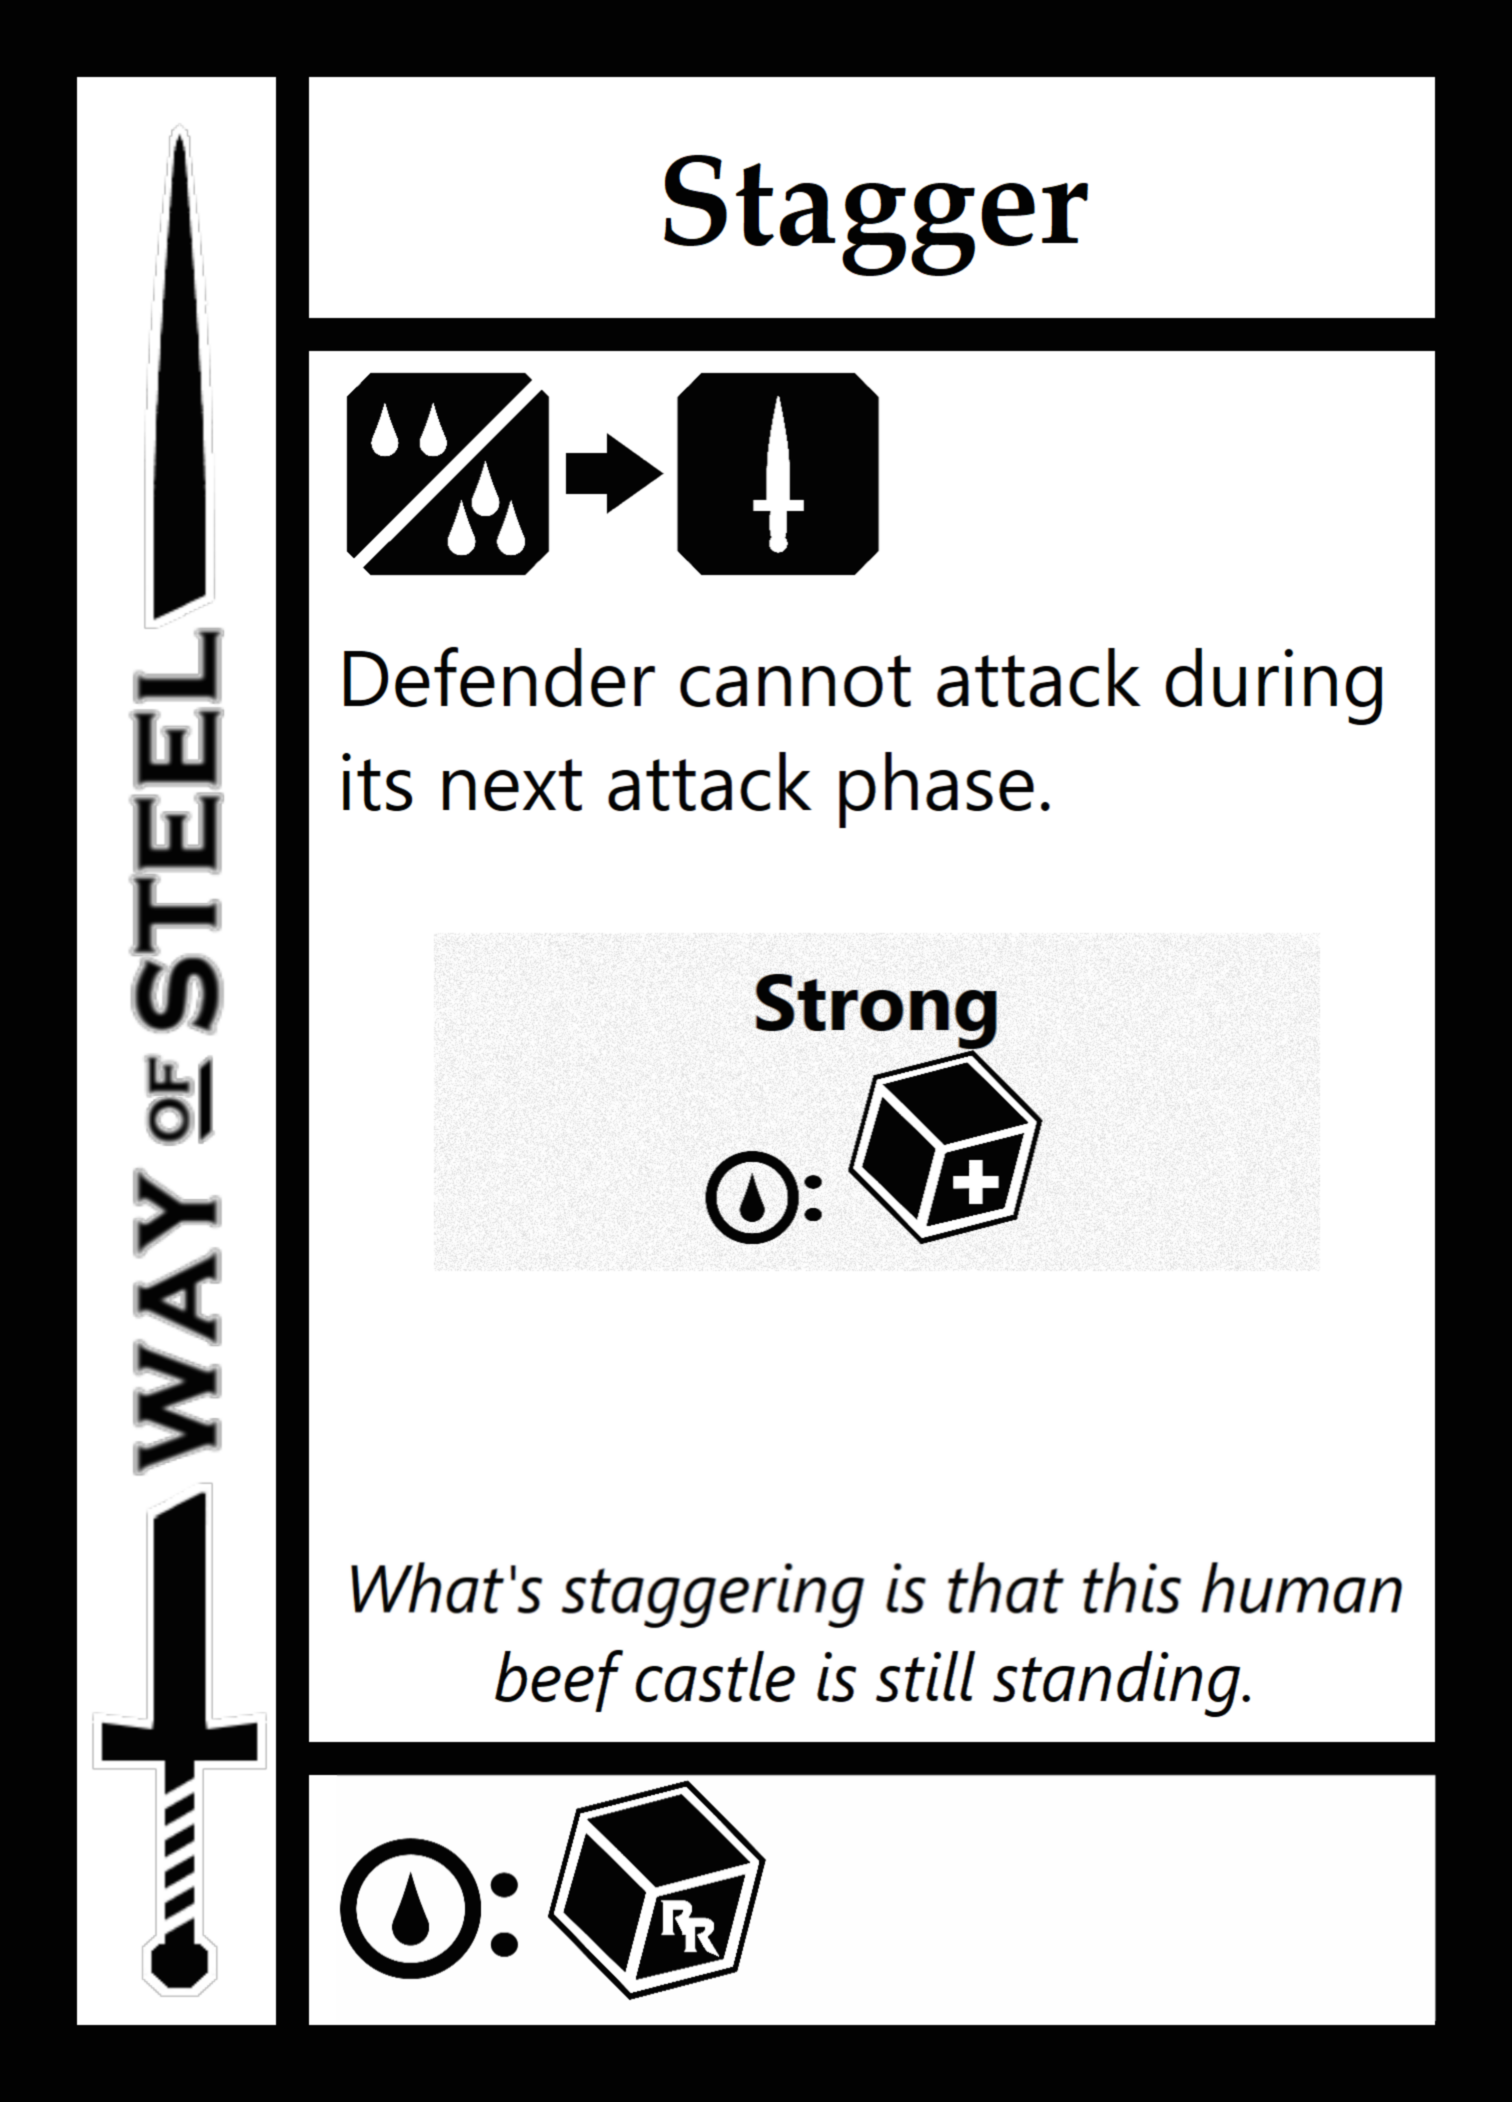 WAY OF STEEL
Stagger
Defender cannot attack during
its next attack phase.
Strong
:
+
What's staggering is that this human
beef castle is still standing.
:
RR